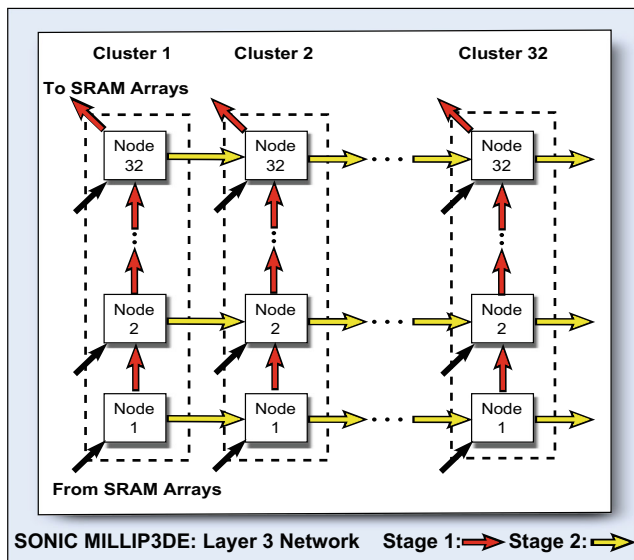 Cluster 1 Cluster 2 Cluster 32
To SRAM Arrays
Node Node Node
32 32 32
Node Node Node
2 2 2
Node Node Node
1 1 1
From SRAM Arrays
SONIC MILLIP3DE: Layer 3 Network Stage 1: Stage 2: